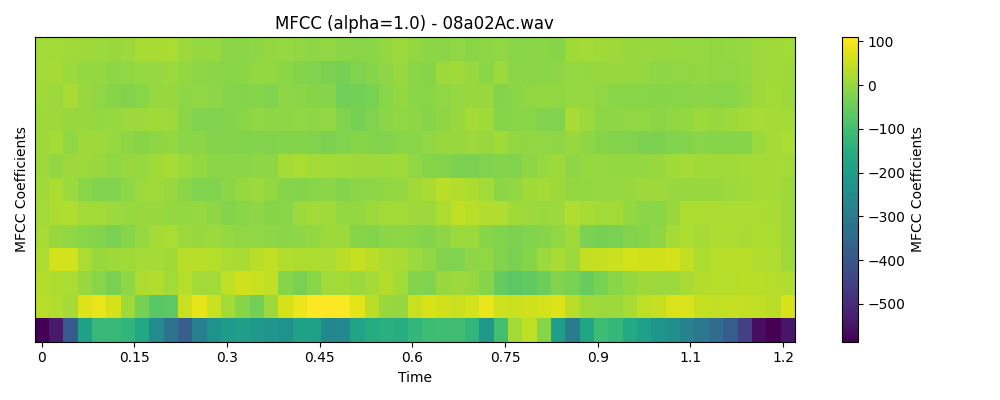 MFCC (alpha=1.0) - 08a02Ac.wav
MFCC Coefficients
0 0.15 0.3 0.45 0.6 0.75 0.9 1.1 1.2
Time
100
0
−100
−200
−300
−400
−500
MFCC Coefficients